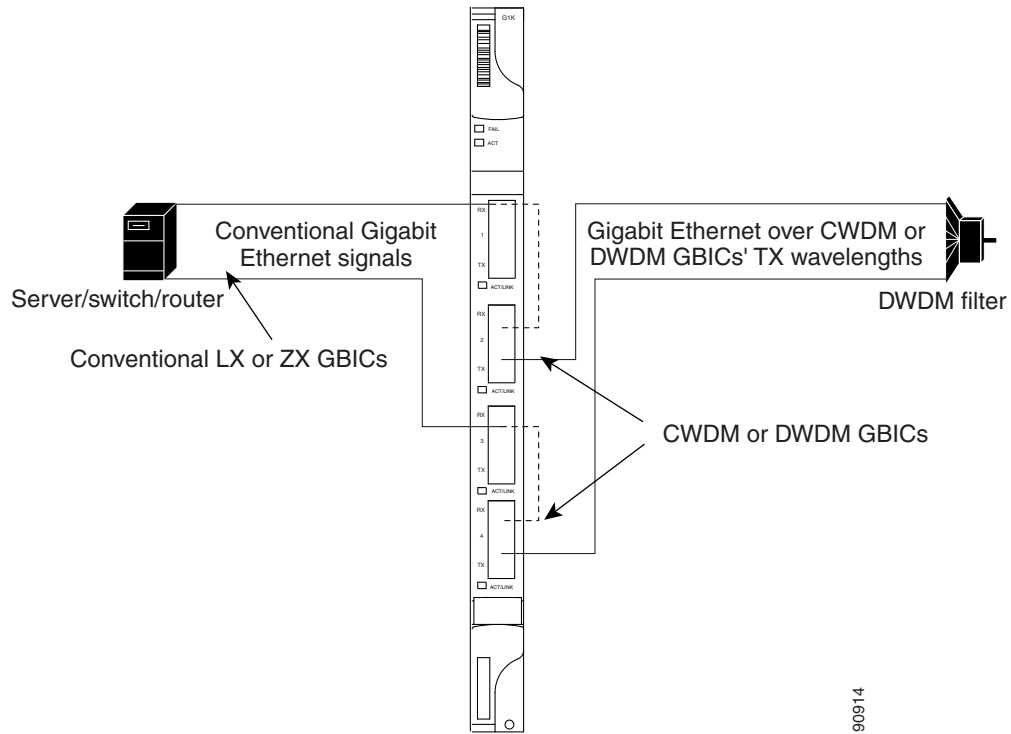 G1K
FAIL
ACT
RX
1
TX
ACT/LINK
RX
2
TX
ACT/LINK
RX
3
TX
ACT/LINK
RX
4
TX
ACT/LINK
Conventional Gigabit
Ethernet signals
Server/switch/router
Conventional LX or ZX GBICs
Gigabit Ethernet over CWDM or
DWDM GBICs' TX wavelengths
DWDM filter
CWDM or DWDM GBICs
90914